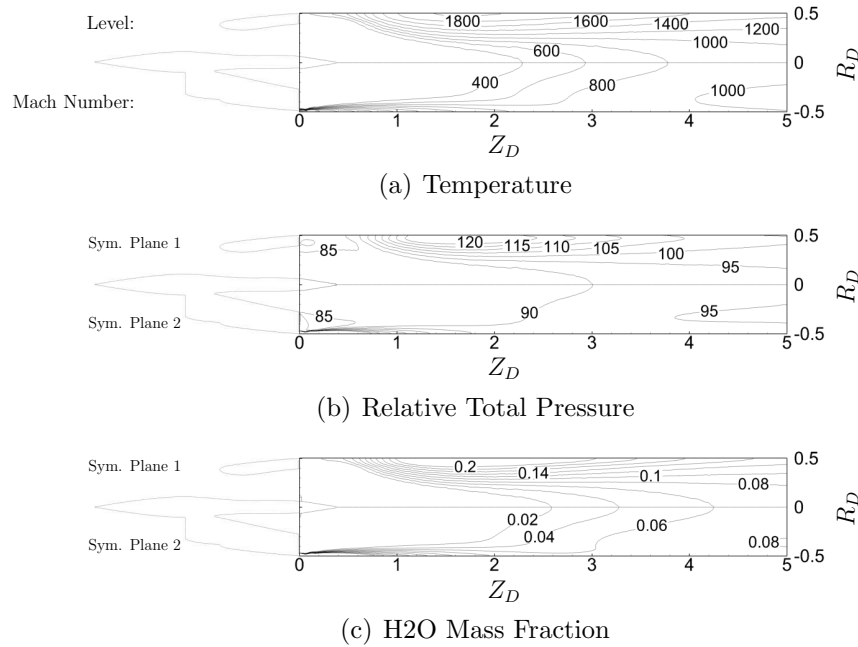 Level:
1800 1600 1400 1200
1000
600
400
800
1000
Mach Number:
0.5
0
-0.5
R_D
0 1 2 3 4 5
Z_D
(a) Temperature
Sym. Plane 1
85
120 115 110 105 100
95
90
85
95
Sym. Plane 2
0.5
0
-0.5
R_D
0 1 2 3 4 5
Z_D
(b) Relative Total Pressure
Sym. Plane 1
0.2 0.14 0.1
0.08
0.02
0.04
0.06
0.08
Sym. Plane 2
0.5
0
-0.5
R_D
0 1 2 3 4 5
Z_D
(c) H2O Mass Fraction